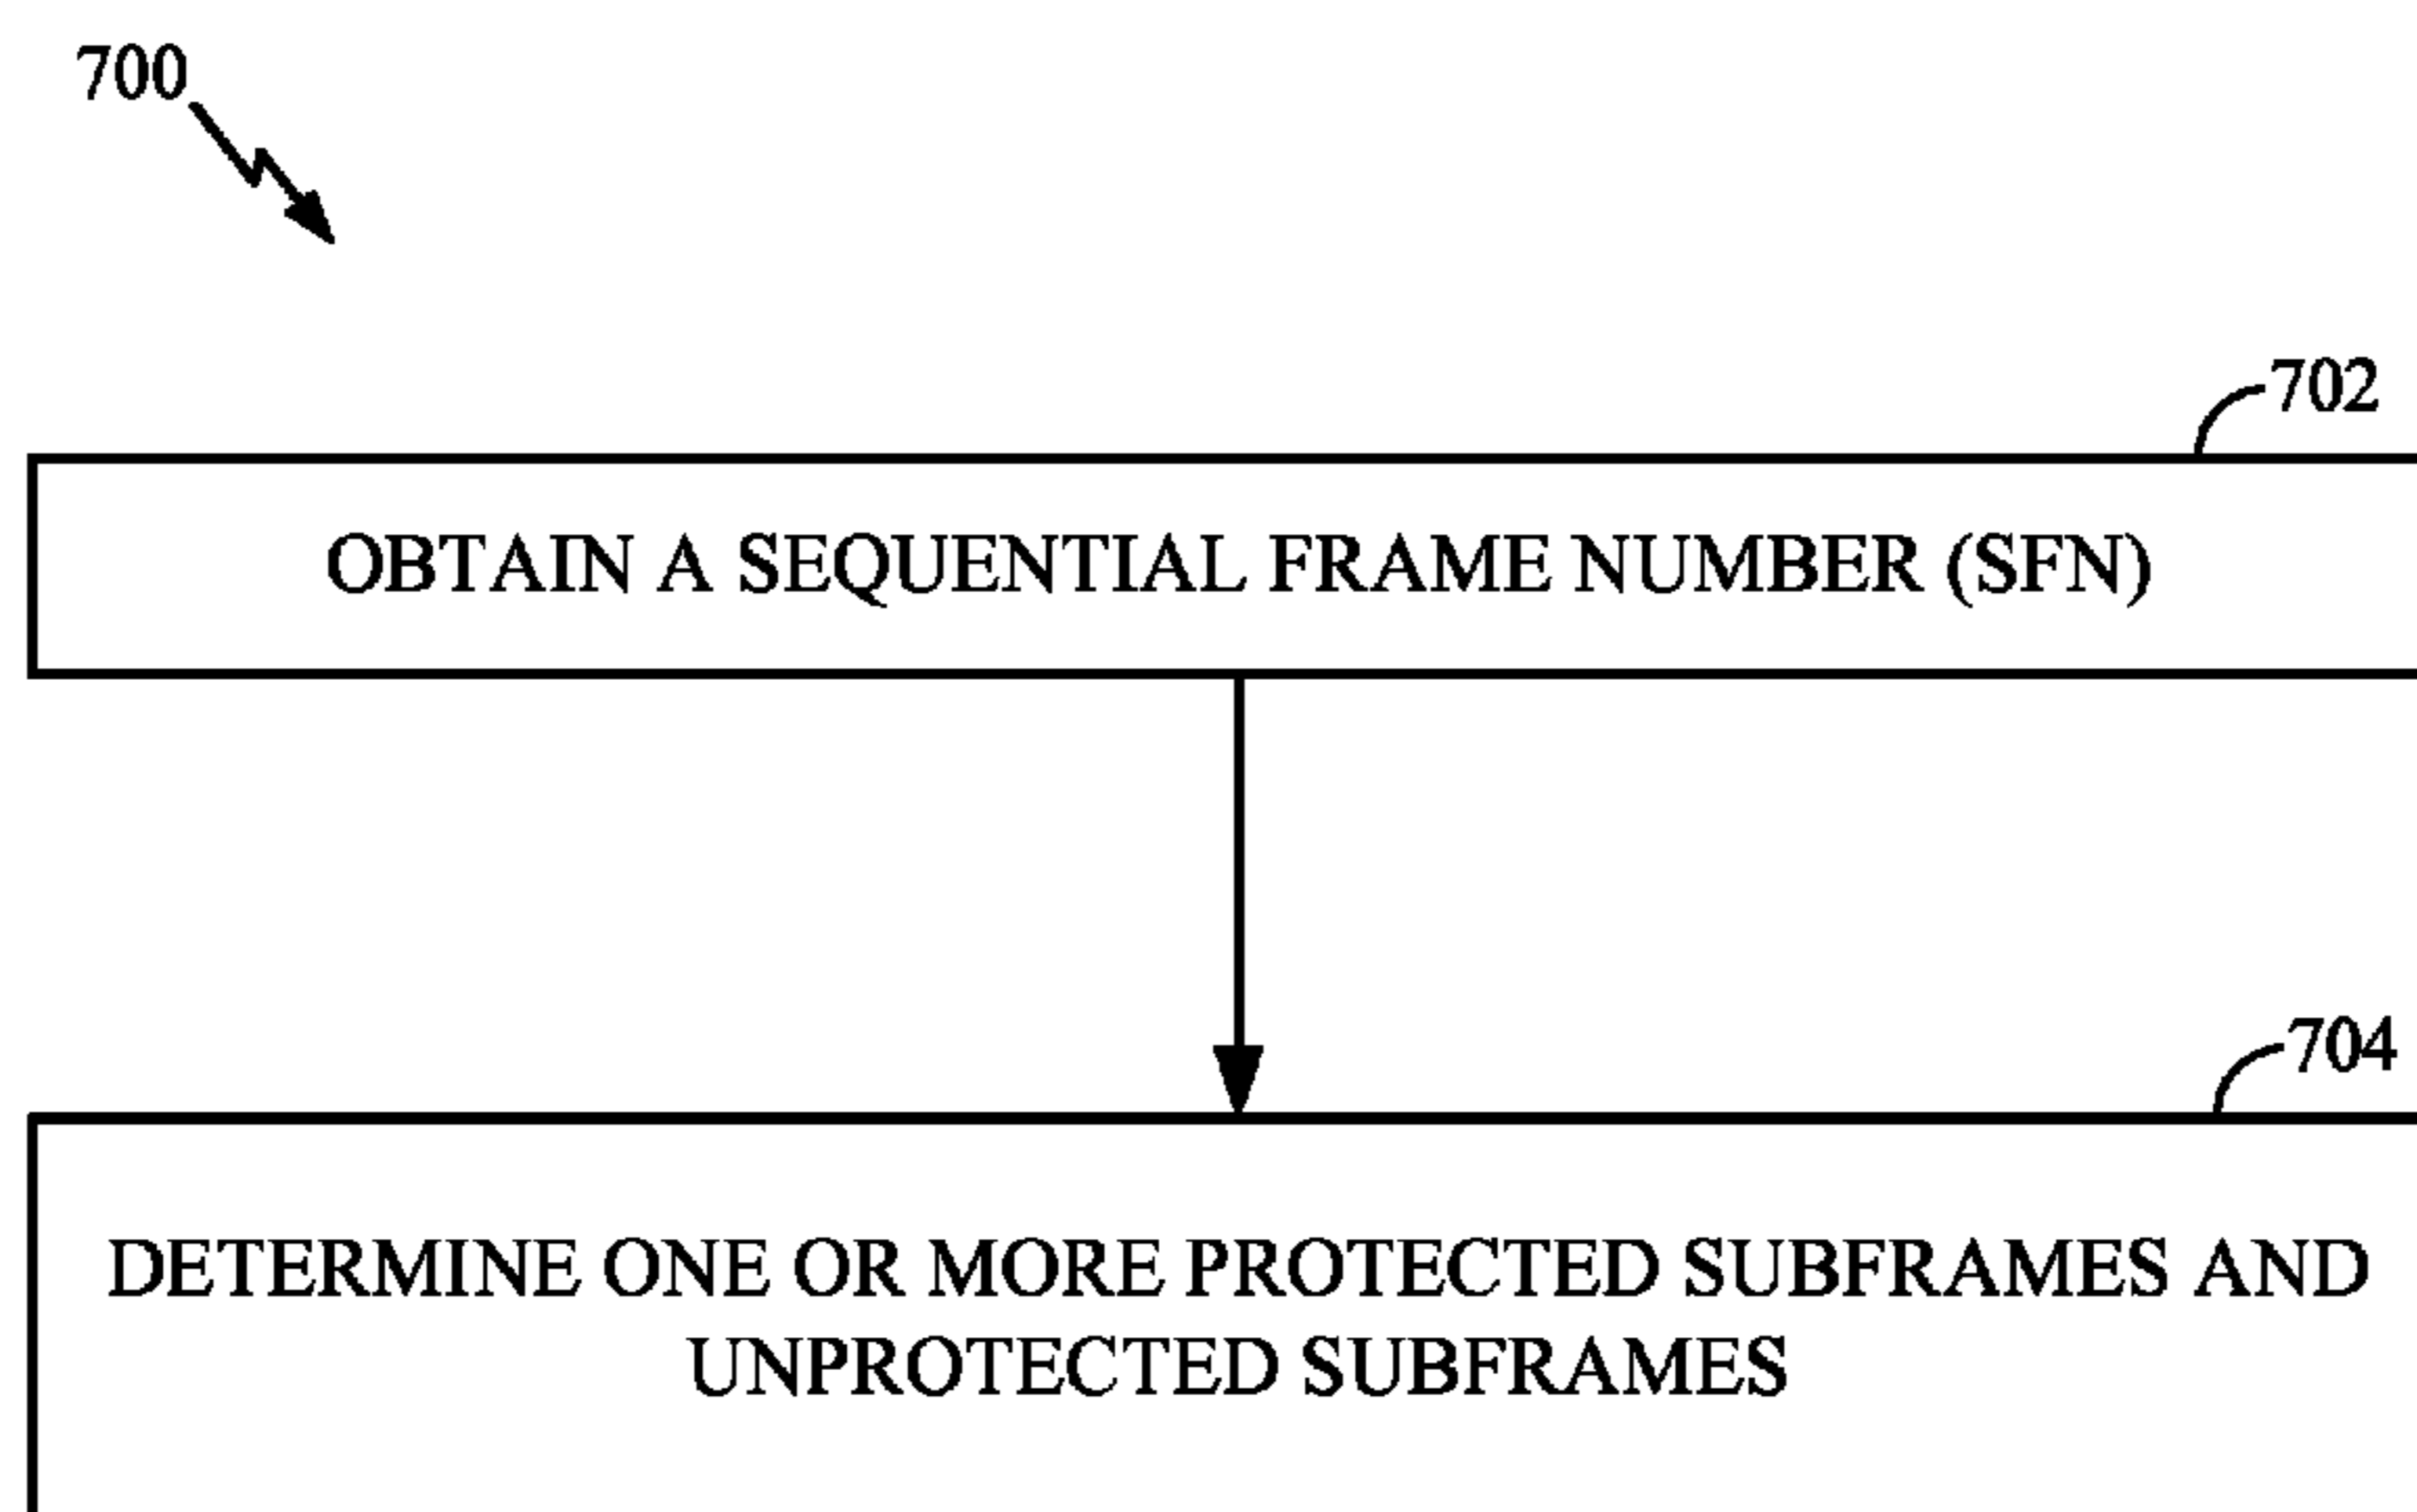 700
702
OBTAIN A SEQUENTIAL FRAME NUMBER (SFN)
704
DETERMINE ONE OR MORE PROTECTED SUBFRAMES AND
UNPROTECTED SUBFRAMES